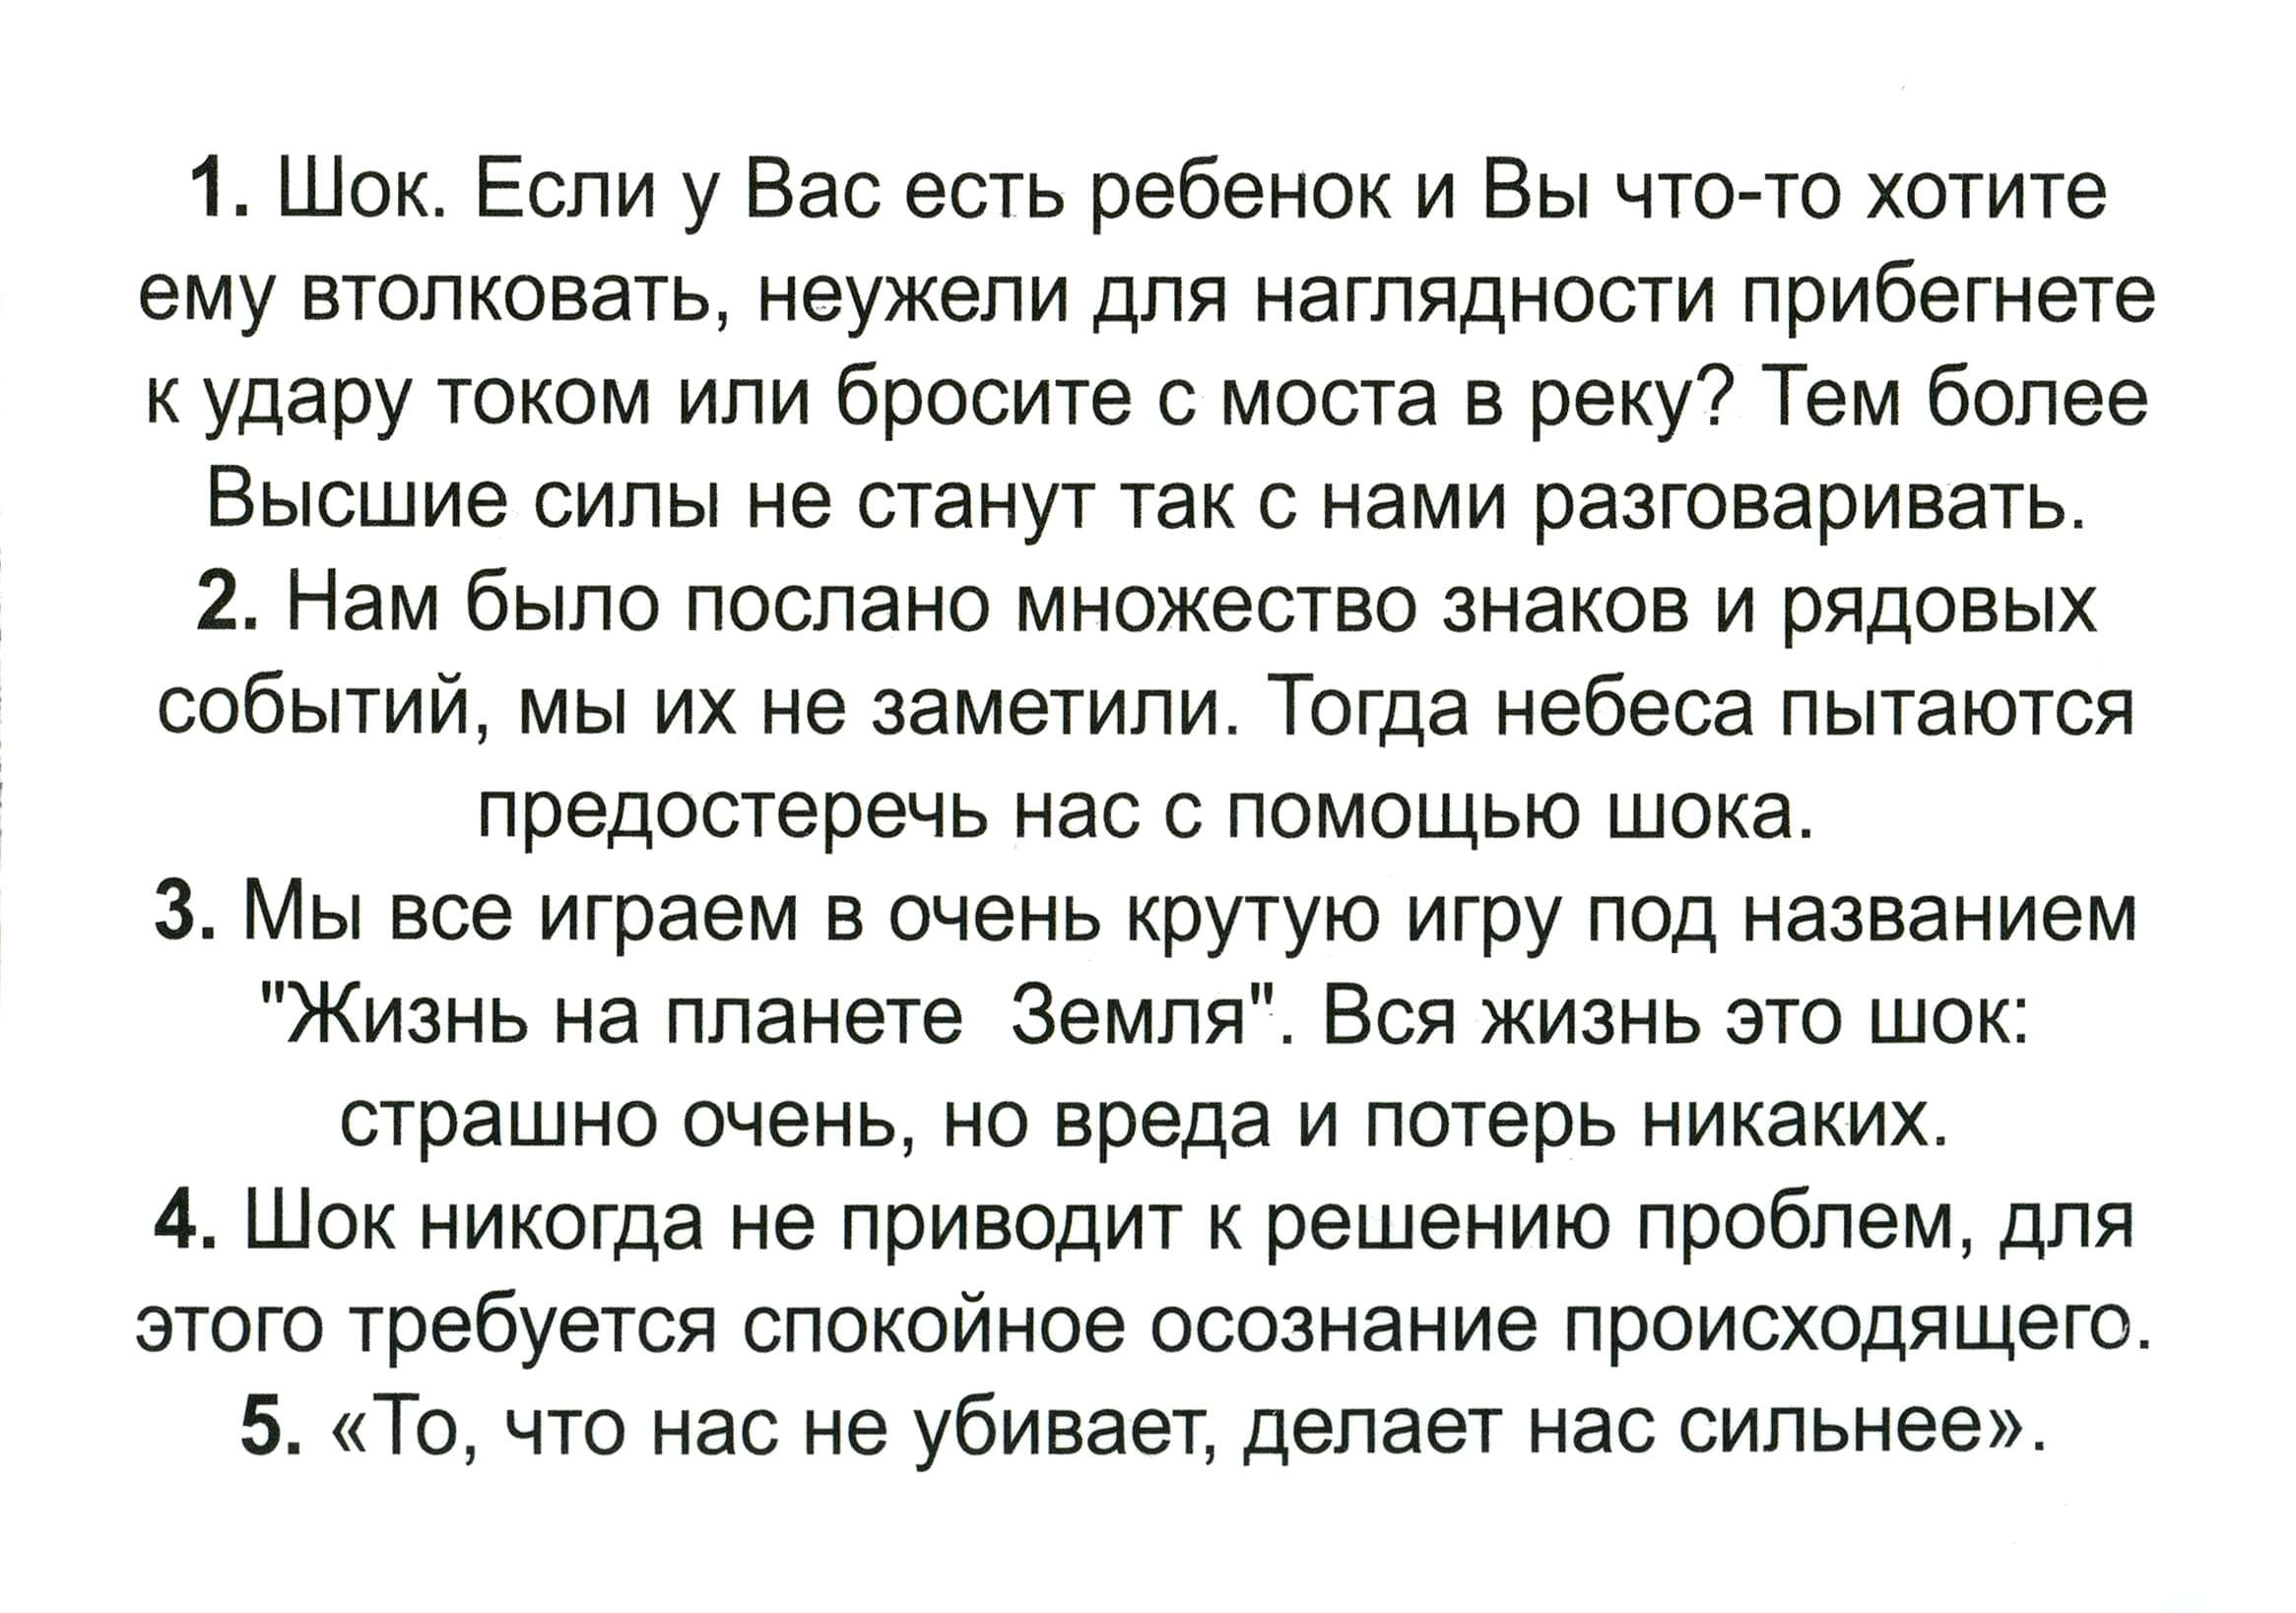 1. Шок. Если у Вас есть ребенок и Вы что-то хотите
ему втолковать, неужели для наглядности прибегнете
к удару током или бросите с моста в реку? Тем более
Высшие силы не станут так с нами разговаривать.
2. Нам было послано множество знаков и рядовых
событий, мы их не заметили. Тогда небеса пытаются
предостеречь нас с помощью шока.
3. Мы все играем в очень крутую игру под названием
"Жизнь на планете  Земля". Вся жизнь это шок:
страшно очень, но вреда и потерь никаких.
4. Шок никогда не приводит к решению проблем, для
этого требуется спокойное осознание происходящего.
5. «То, что нас не убивает, делает нас сильнее».